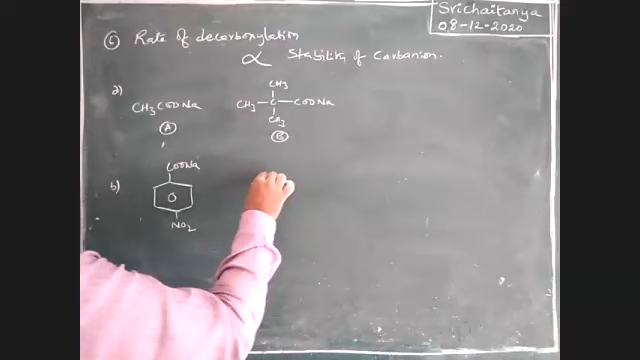 Srichaitanya
08-12-2020
6 Rate of decarboxylation
∝ Stability of Carbanion.
a)
CH3COONa
A
CH3
CH3-C-COONa
CH3
B
b)
COONa
NO2